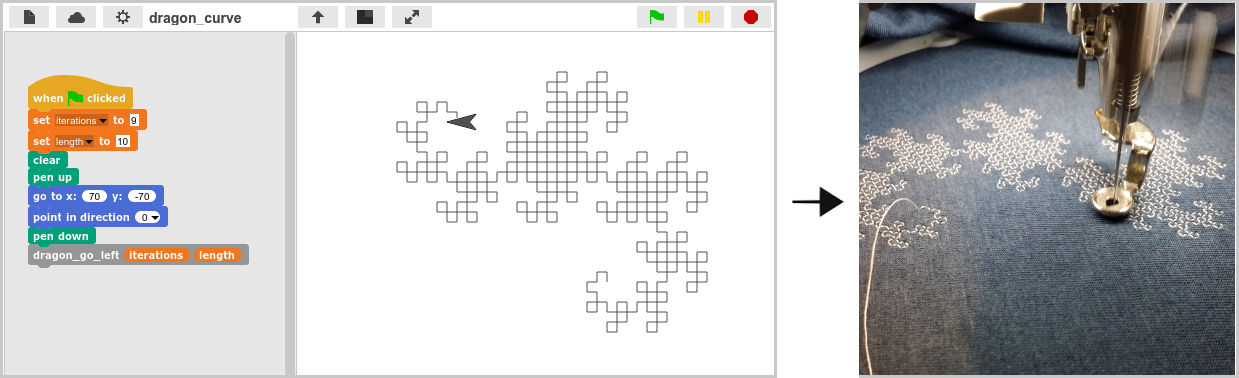 dragon_curve
when clicked
set iterations to 9
set length to 10
clear
pen up
go to x: 70 y: -70
point in direction 0
pen down
dragon_go_left iterations length